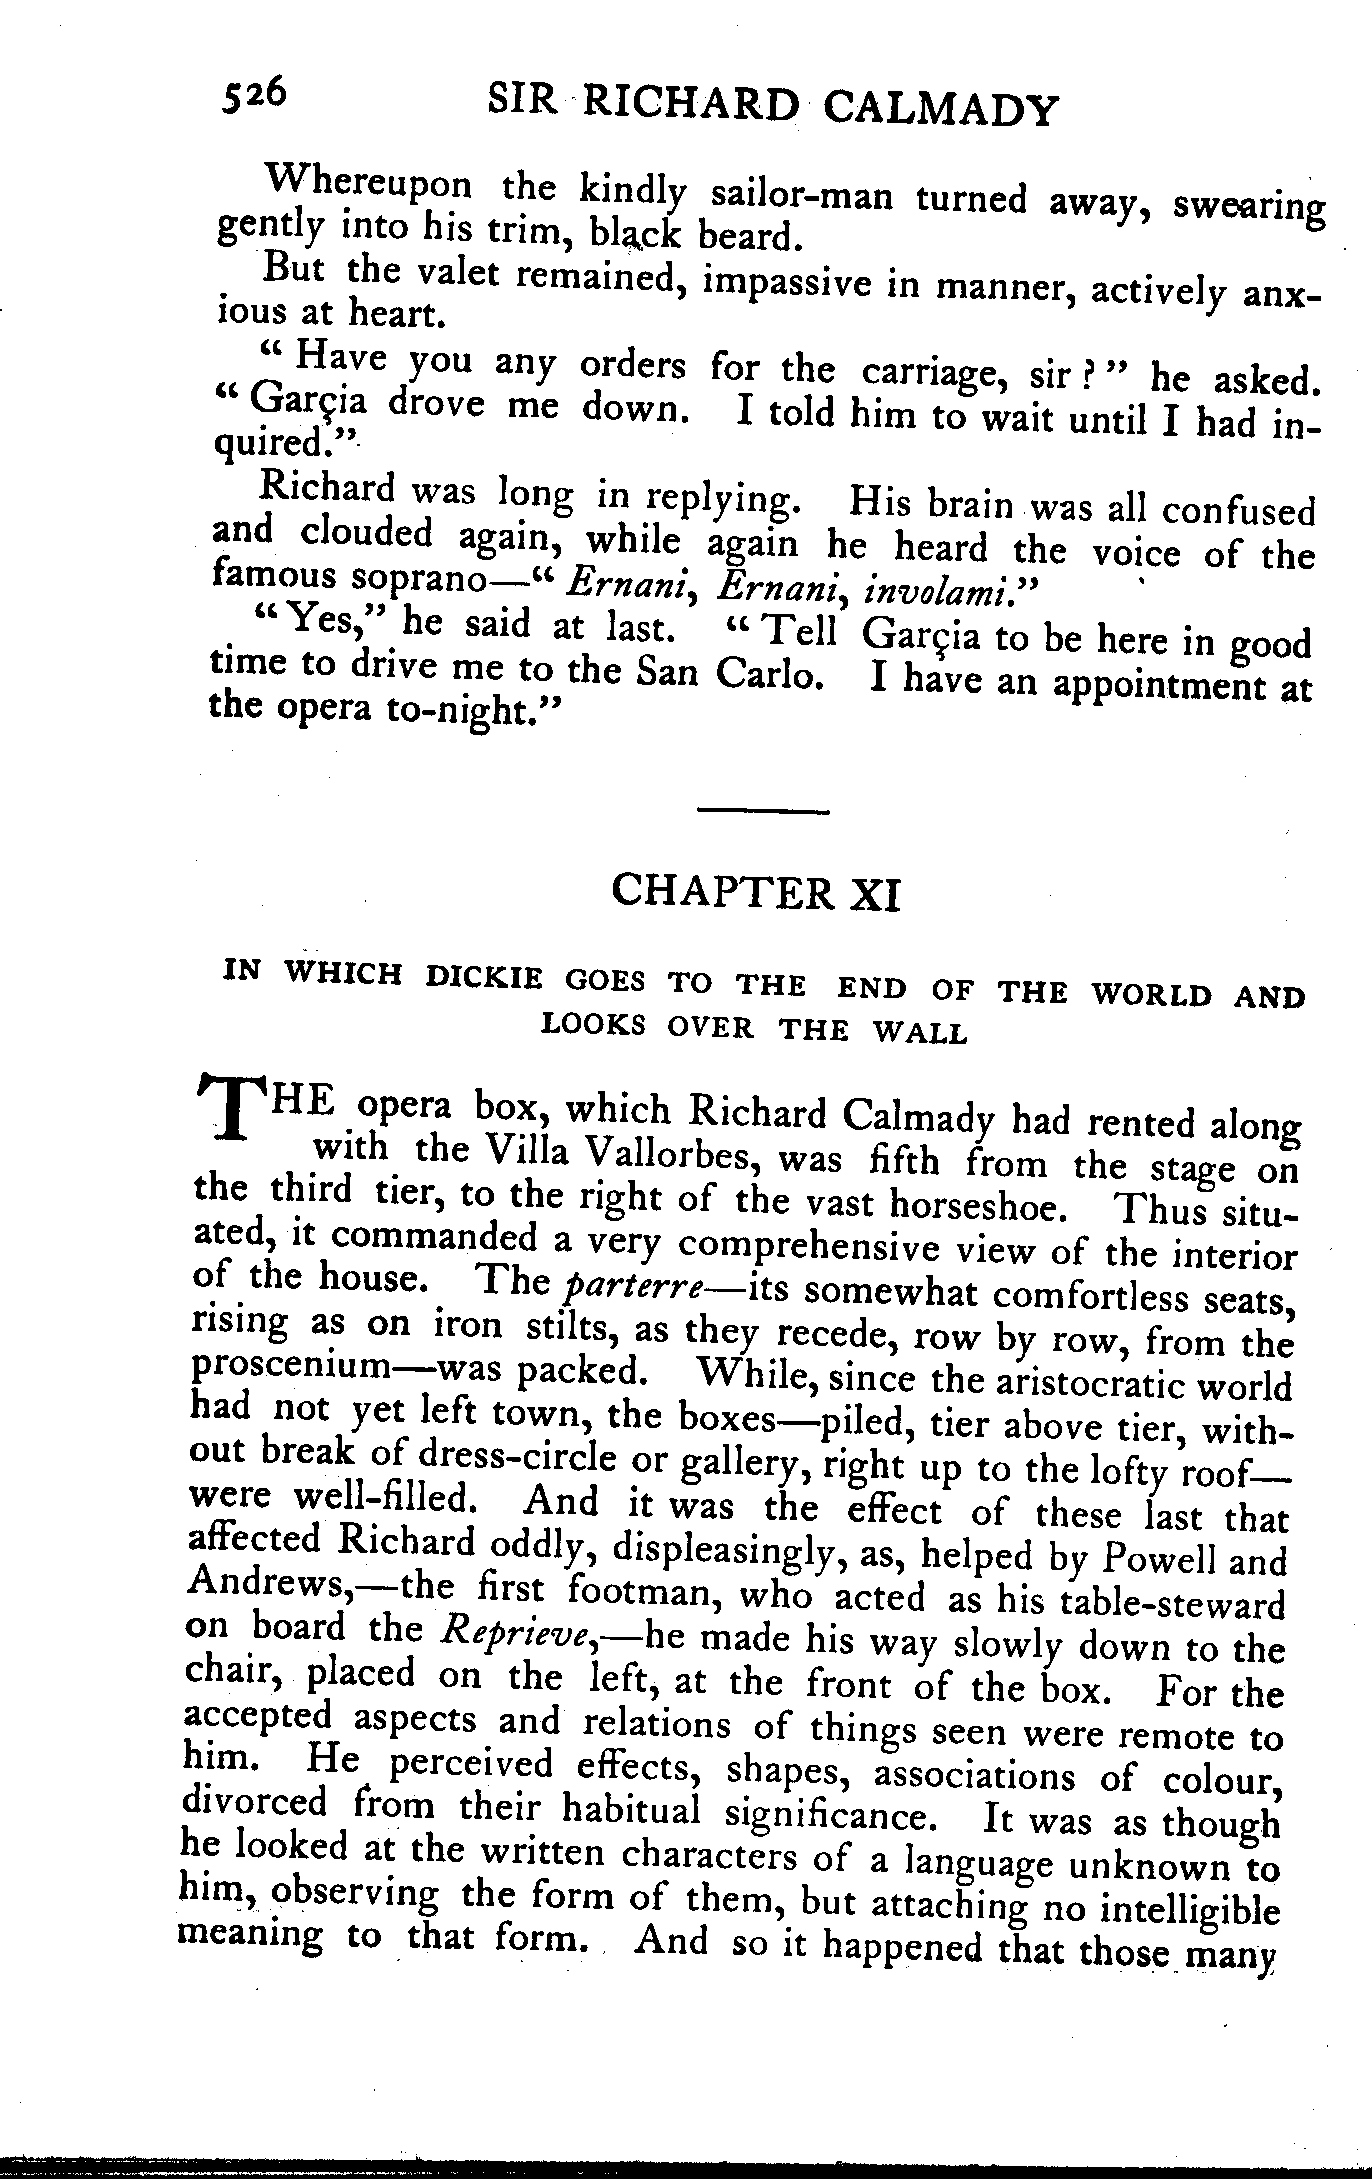 526 SIR RICHARD CALMADY
Whereupon the kindly sailor-man turned away, swearing
gently into his trim, black beard.
But the valet remained, impassive in manner, actively anx-
ious at heart.
“ Have you any orders for the carriage, sir ? ” he asked.
“ Garçia drove me down. I told him to wait until I had in-
quired.”
Richard was long in replying. His brain was all confused
and clouded again, while again he heard the voice of the
famous soprano—“ Ernani, Ernani, involami.”
“ Yes,” he said at last. “ Tell Garçia to be here in good
time to drive me to the San Carlo. I have an appointment at
the opera to-night.”
CHAPTER XI
IN WHICH DICKIE GOES TO THE END OF THE WORLD AND
LOOKS OVER THE WALL
THE opera box, which Richard Calmady had rented along
with the Villa Vallorbes, was fifth from the stage on
the third tier, to the right of the vast horseshoe. Thus situ-
ated, it commanded a very comprehensive view of the interior
of the house. The parterre—its somewhat comfortless seats,
rising as on iron stilts, as they recede, row by row, from the
proscenium—was packed. While, since the aristocratic world
had not yet left town, the boxes—piled, tier above tier, with-
out break of dress-circle or gallery, right up to the lofty roof—
were well-filled. And it was the effect of these last that
affected Richard oddly, displeasingly, as, helped by Powell and
Andrews,—the first footman, who acted as his table-steward
on board the Reprieve,—he made his way slowly down to the
chair, placed on the left, at the front of the box. For the
accepted aspects and relations of things seen were remote to
him. He perceived effects, shapes, associations of colour,
divorced from their habitual significance. It was as though
he looked at the written characters of a language unknown to
him, observing the form of them, but attaching no intelligible
meaning to that form. And so it happened that those many